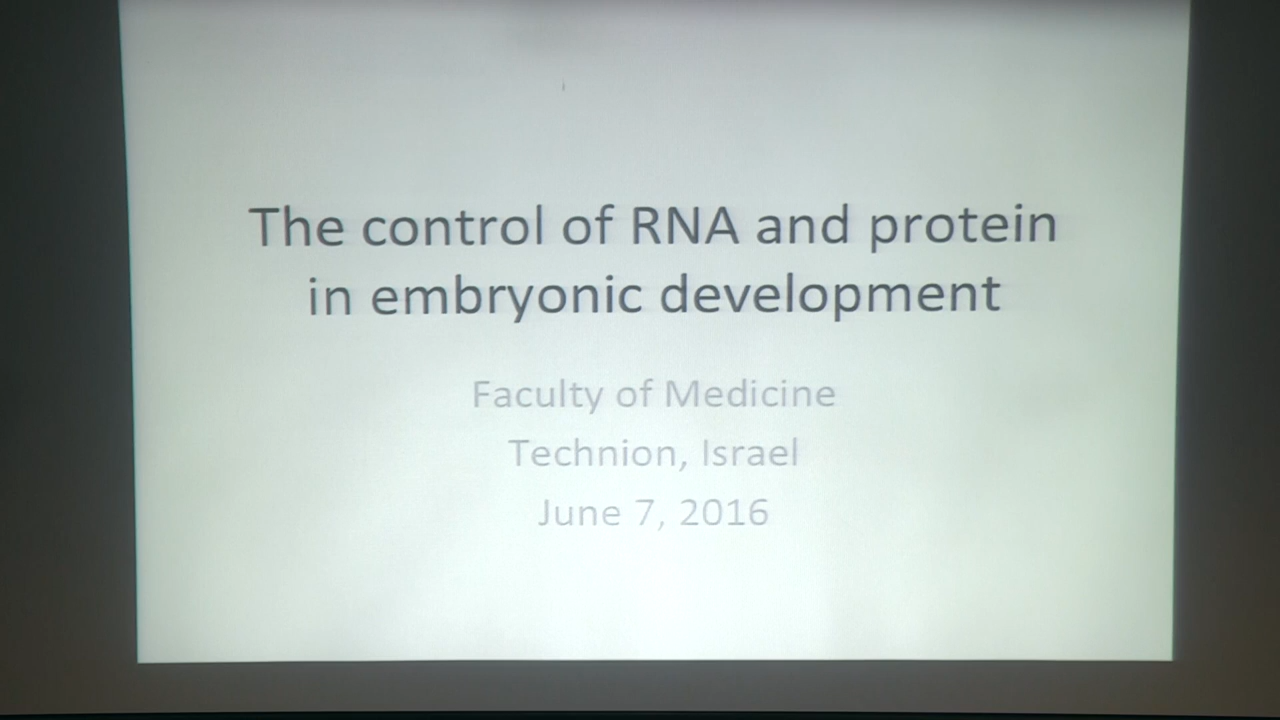 The control of RNA and protein
in embryonic development
Faculty of Medicine
Technion, Israel
June 7, 2016